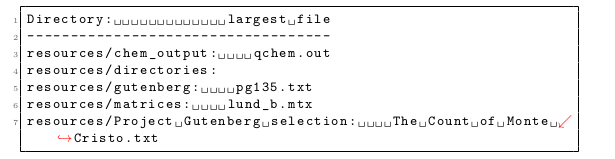 1 Directory:␣␣␣␣␣␣␣␣␣␣␣␣␣largest␣file
2 -----------------------------------
3 resources/chem_output:␣␣␣␣qchem.out
4 resources/directories:
5 resources/gutenberg:␣␣␣␣pg135.txt
6 resources/matrices:␣␣␣␣lund_b.mtx
7 resources/Project␣Gutenberg␣selection:␣␣␣␣The␣Count␣of␣Monte␣↙
↪Cristo.txt